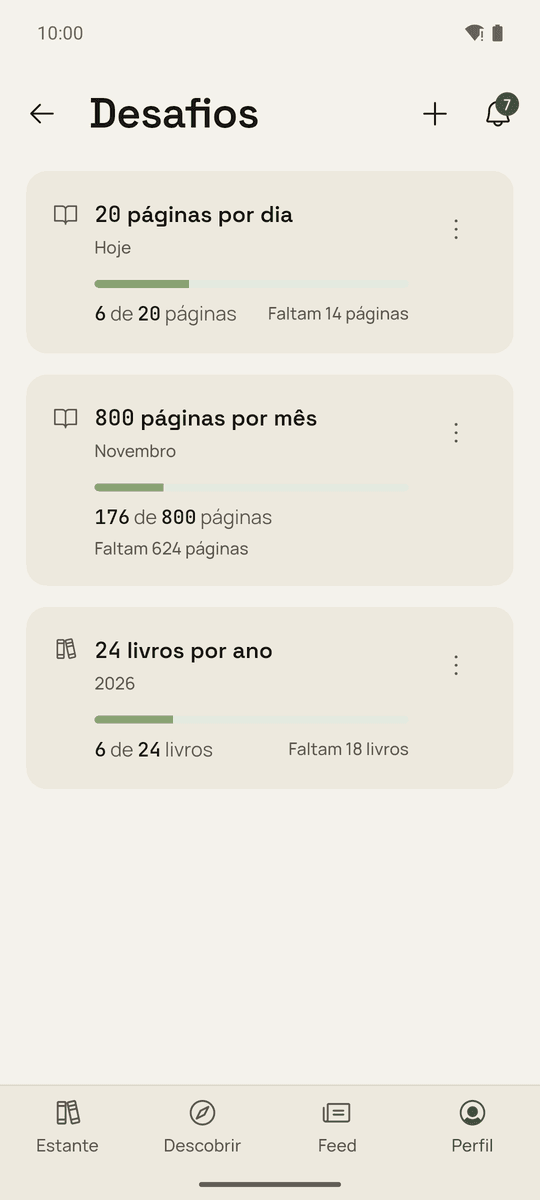 10:00
Desafios
7
20 páginas por dia
Hoje
6 de 20 páginas Faltam 14 páginas
800 páginas por mês
Novembro
176 de 800 páginas
Faltam 624 páginas
24 livros por ano
2026
6 de 24 livros Faltam 18 livros
Estante Descobrir Feed Perfil